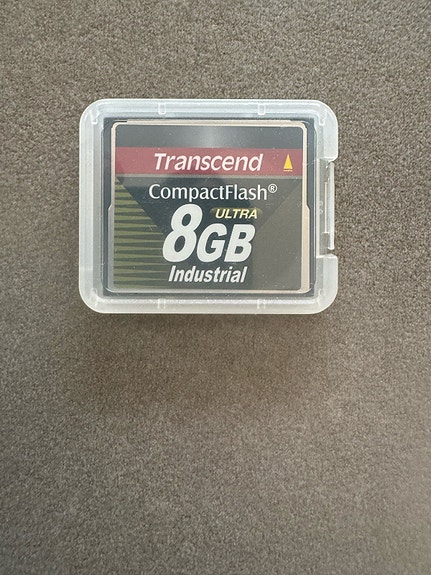 Transcend
CompactFlash®
ULTRA
8GB
Industrial